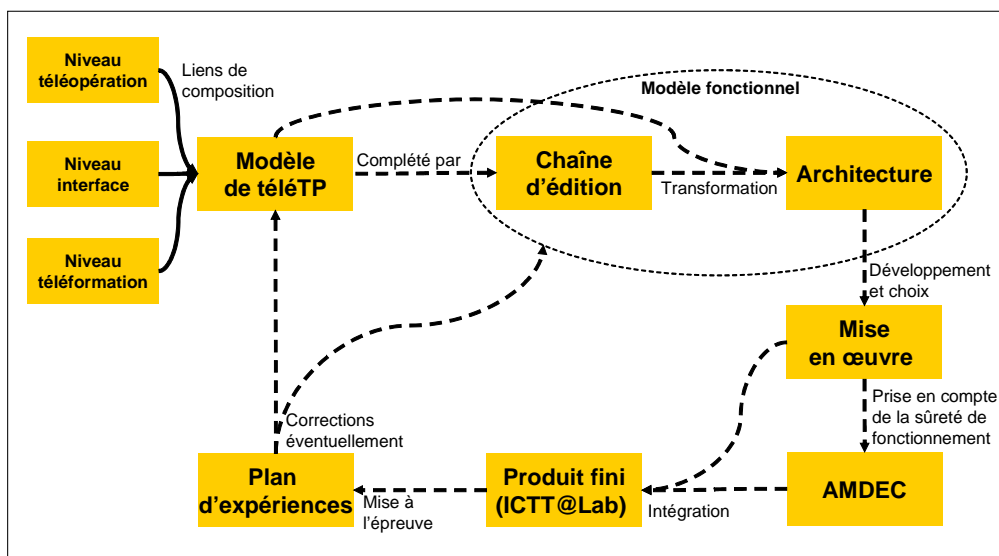 Niveau
téléopération
Liens de
composition
Modèle fonctionnel
Niveau
interface
Modèle
de téléTP
Complété par
Chaîne
d'édition
Transformation
Architecture
Niveau
téléformation
Développement
et choix
Mise
en œuvre
Prise en compte
de la sûreté de
fonctionnement
Corrections
éventuellement
Plan
d'expériences
Mise à
l'épreuve
Produit fini
(ICTT@Lab)
Intégration
AMDEC